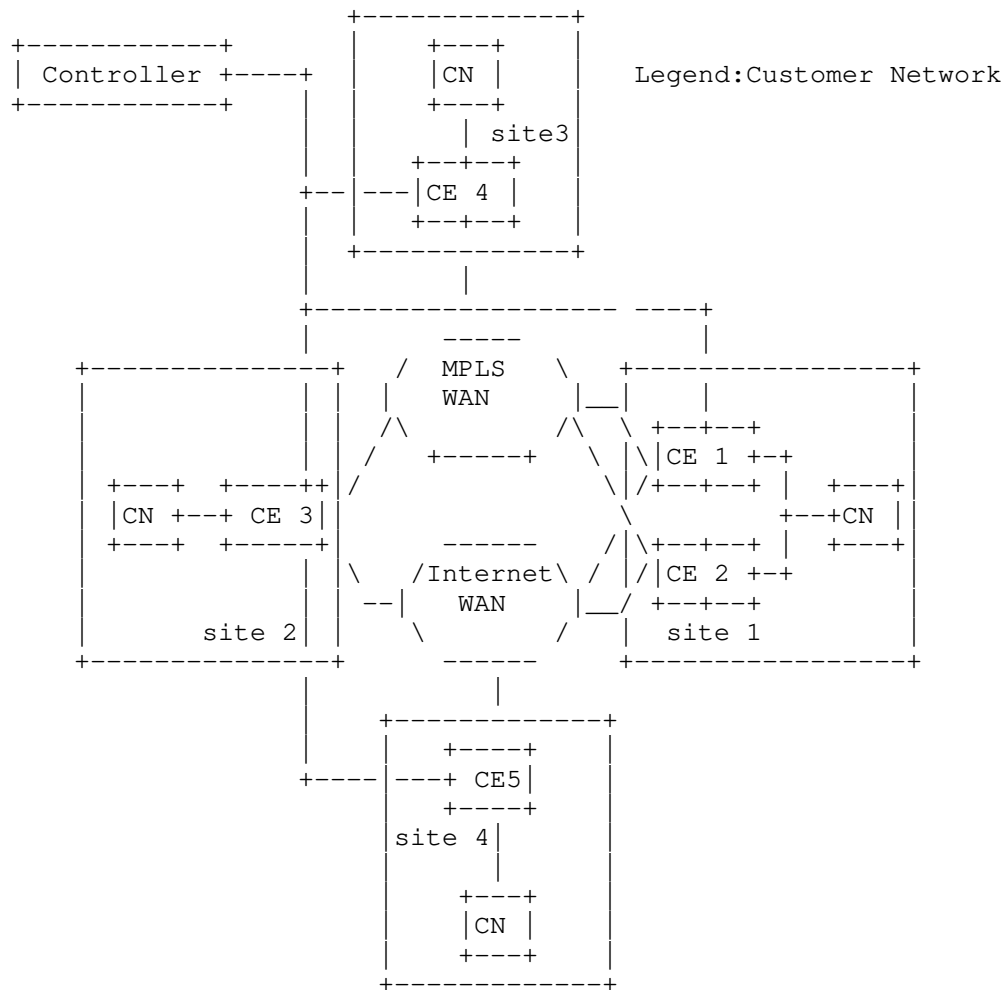 Controller
CN
Legend:Customer Network
site3
CE 4
MPLS
WAN
CE 1
CN
CE 3
CN
Internet
CE 2
WAN
site 2
site 1
CE5
site 4
CN